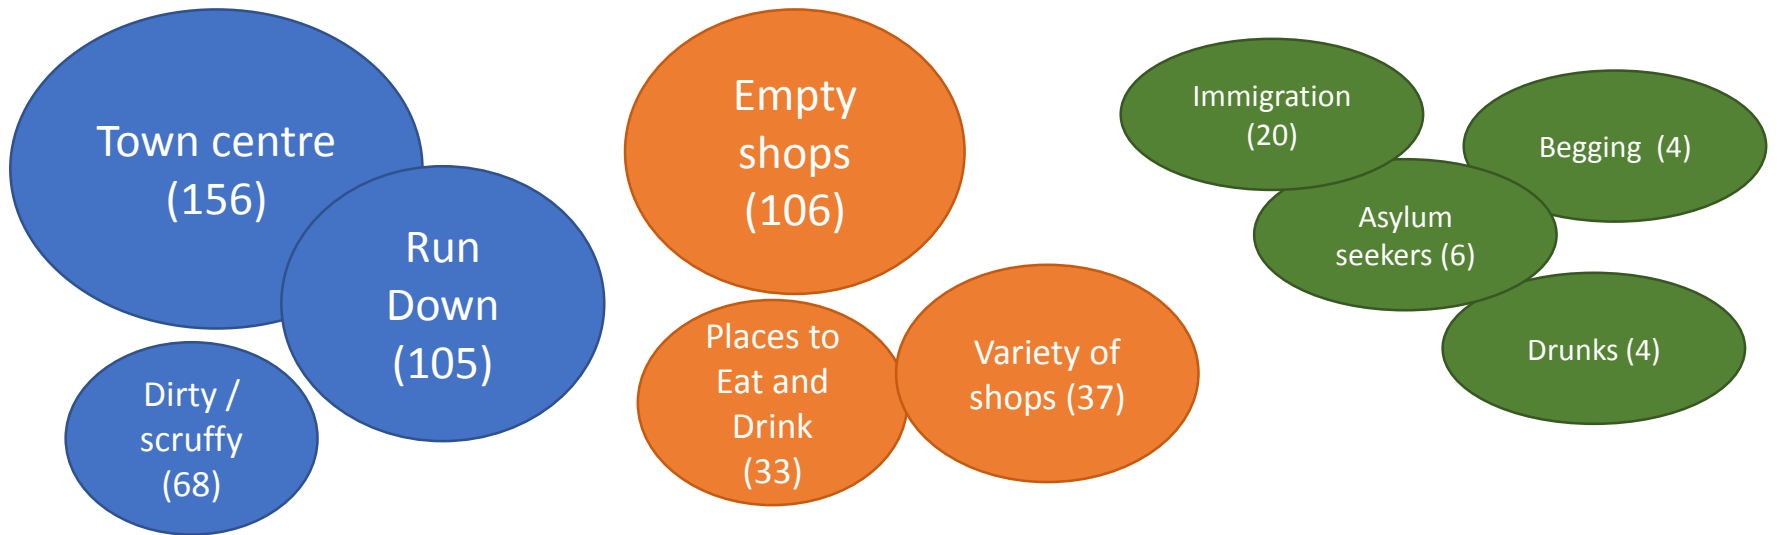 Town centre
(156)
Run
Down
(105)
Dirty /
scruffy
(68)
Empty
shops
(106)
Places to
Eat and
Drink
(33)
Variety of
shops (37)
Immigration
(20)
Begging  (4)
Asylum
seekers (6)
Drunks (4)